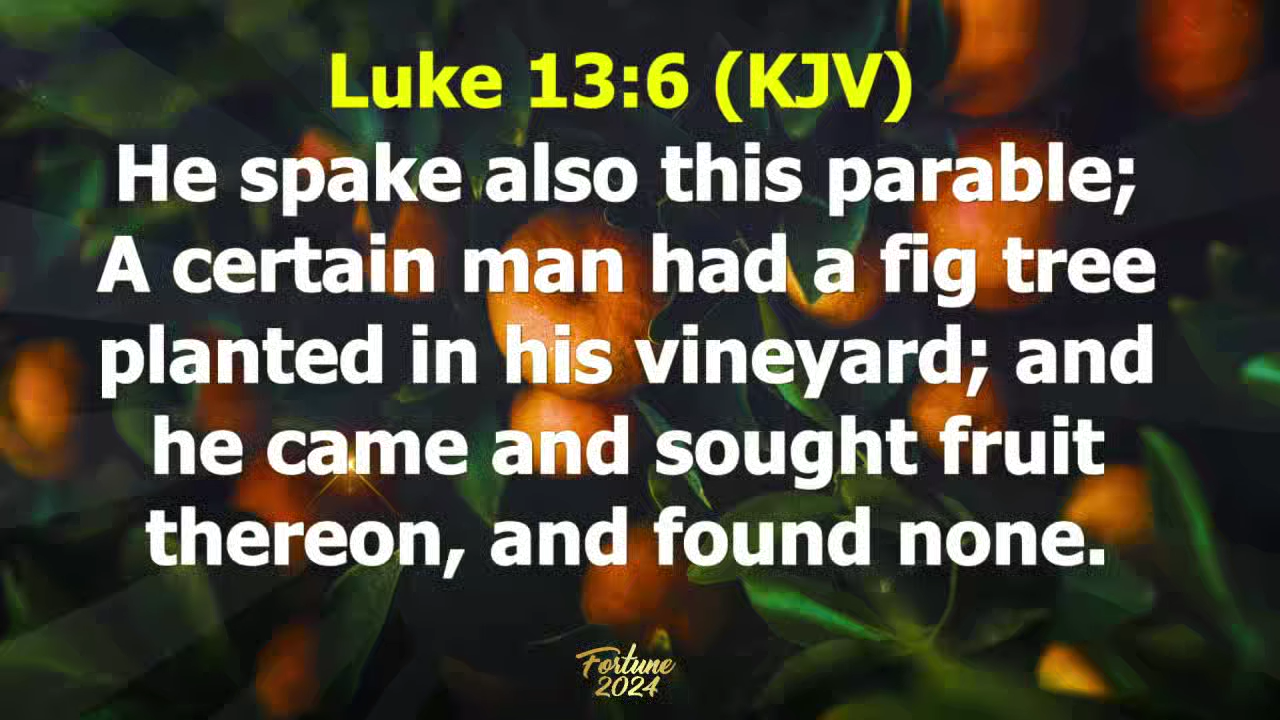 Luke 13:6 (KJV)
He spake also this parable;
A certain man had a fig tree
planted in his vineyard; and
he came and sought fruit
thereon, and found none.
Fortune
2024